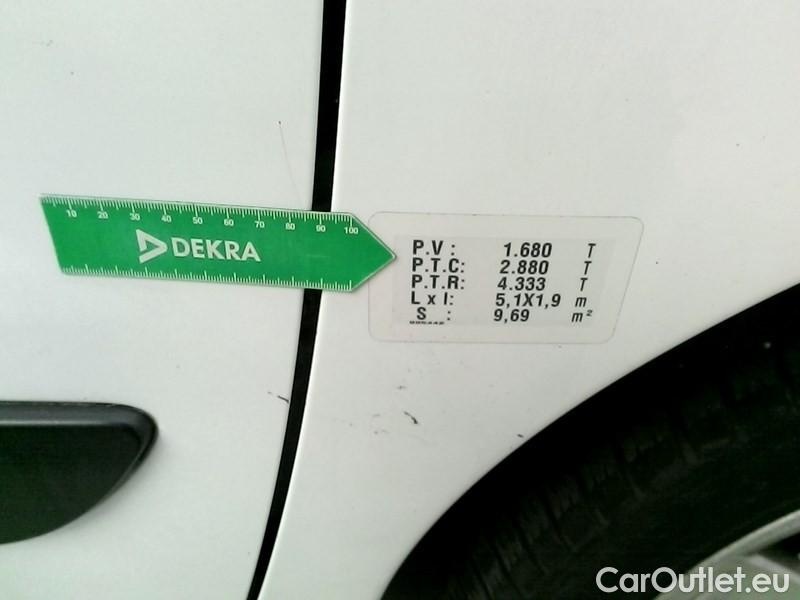 10 20 30 40 50 60 70 80 90 100
DEKRA
P.V : 1.680 T
P.T.C: 2.880 T
P.T.R: 4.333 T
L x l: 5,1X1,9 m
S : 9,69 m²
CarOutlet.eu